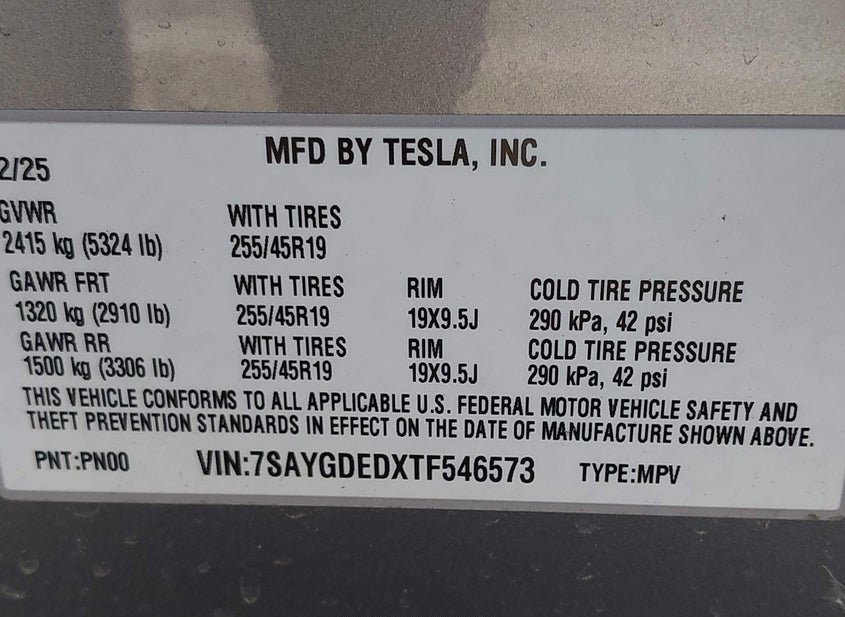 MFD BY TESLA, INC.
2/25
GVWR WITH TIRES
2415 kg (5324 lb) 255/45R19
GAWR FRT WITH TIRES RIM COLD TIRE PRESSURE
1320 kg (2910 lb) 255/45R19 19X9.5J 290 kPa, 42 psi
GAWR RR WITH TIRES RIM COLD TIRE PRESSURE
1500 kg (3306 lb) 255/45R19 19X9.5J 290 kPa, 42 psi
THIS VEHICLE CONFORMS TO ALL APPLICABLE U.S. FEDERAL MOTOR VEHICLE SAFETY AND
THEFT PREVENTION STANDARDS IN EFFECT ON THE DATE OF MANUFACTURE SHOWN ABOVE.
PNT:PN00 VIN:7SAYGDEDXTF546573 TYPE:MPV